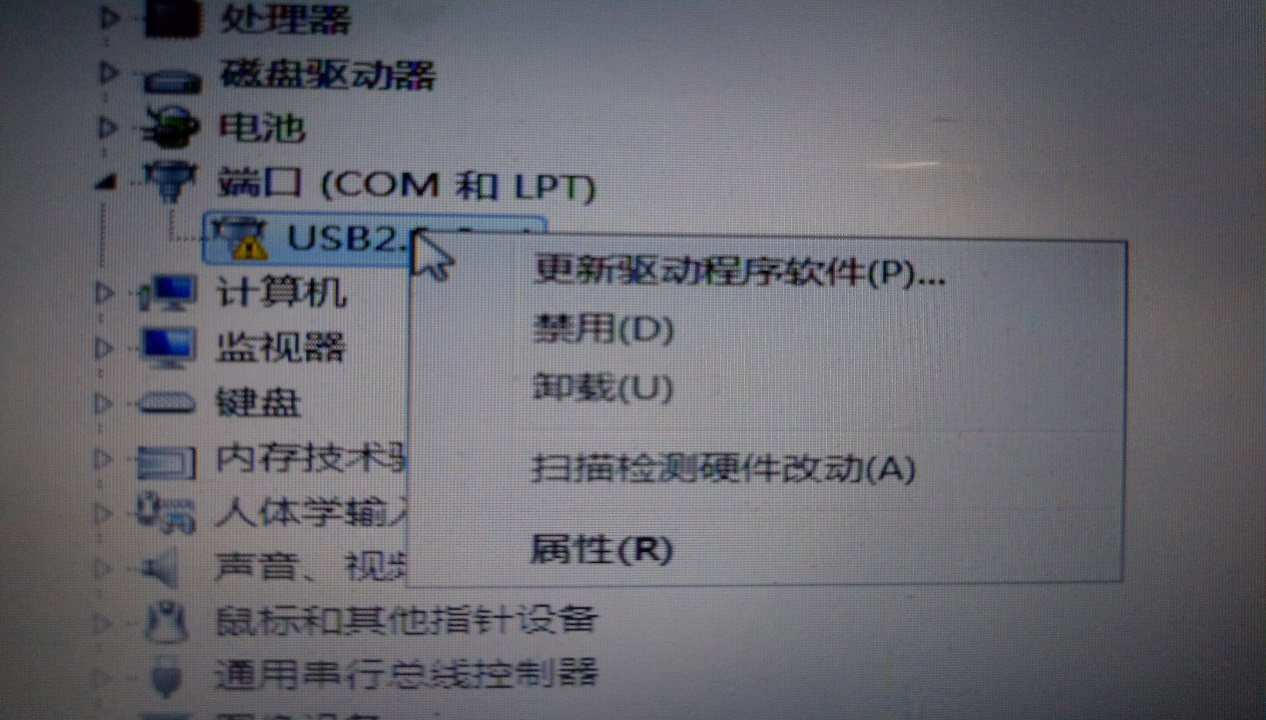 处理器
磁盘驱动器
电池
端口 (COM 和 LPT)
USB2.
更新驱动程序软件(P)...
禁用(D)
计算机
监视器
卸载(U)
键盘
内存技术
扫描检测硬件改动(A)
人体学输入
声音、视频
属性(R)
鼠标和其他指针设备
通用串行总线控制器